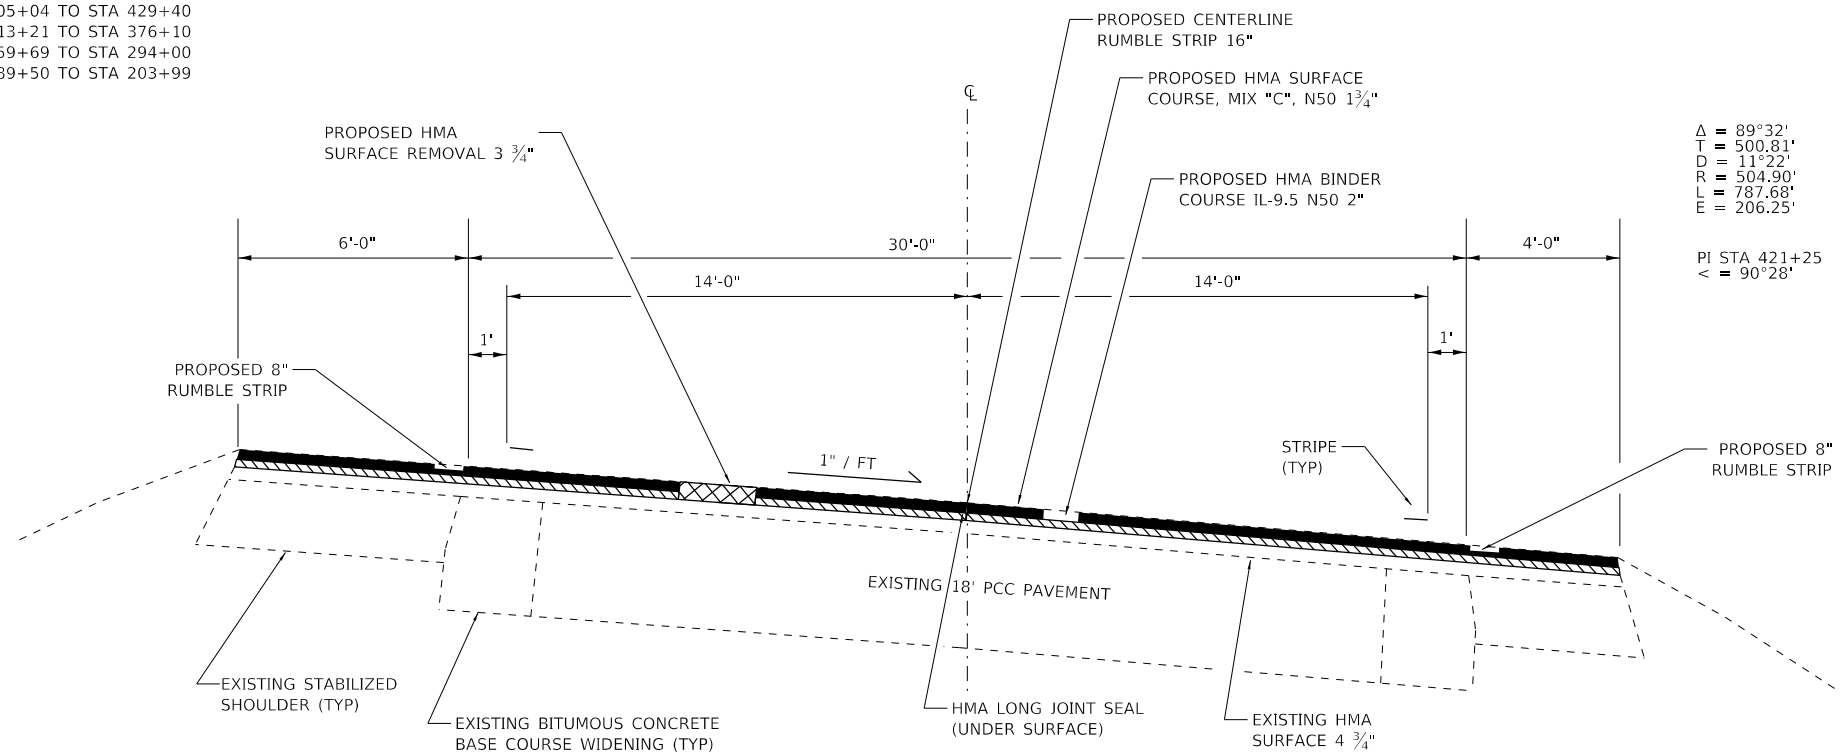 05+04 TO STA 429+40
13+21 TO STA 376+10
69+69 TO STA 294+00
89+50 TO STA 203+99
PROPOSED CENTERLINE
RUMBLE STRIP 16"
PROPOSED HMA SURFACE
COURSE, MIX "C", N50 1¾"
℄
PROPOSED HMA
SURFACE REMOVAL 3 ¾"
PROPOSED HMA BINDER
COURSE IL-9.5 N50 2"
Δ = 89°32'
T = 500.81'
D = 11°22'
R = 504.90'
L = 787.68'
E = 206.25'
PI STA 421+25
< = 90°28'
6'-0"
30'-0"
4'-0"
14'-0"
14'-0"
1'
1'
PROPOSED 8"
RUMBLE STRIP
STRIPE
(TYP)
PROPOSED 8"
RUMBLE STRIP
1" / FT
EXISTING 18' PCC PAVEMENT
EXISTING STABILIZED
SHOULDER (TYP)
EXISTING BITUMOUS CONCRETE
BASE COURSE WIDENING (TYP)
HMA LONG JOINT SEAL
(UNDER SURFACE)
EXISTING HMA
SURFACE 4 ¾"